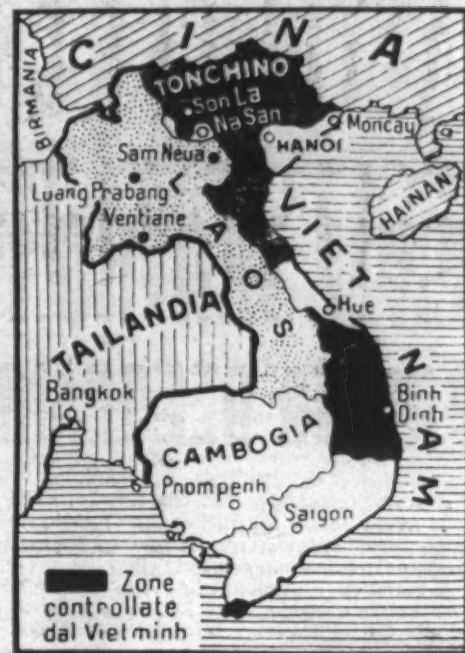 CINA
BIRMANIA
TONCHINO
Son La
Na San
Moncay
HANOI
Sam Neua
HAINAN
Luang Prabang
Ventiane
LAOS
VIET NAM
Hue
TAILANDIA
Bangkok
Binh
Dinh
CAMBOGIA
Pnompenh
Saigon
Zone
controllate
dal Vietminh